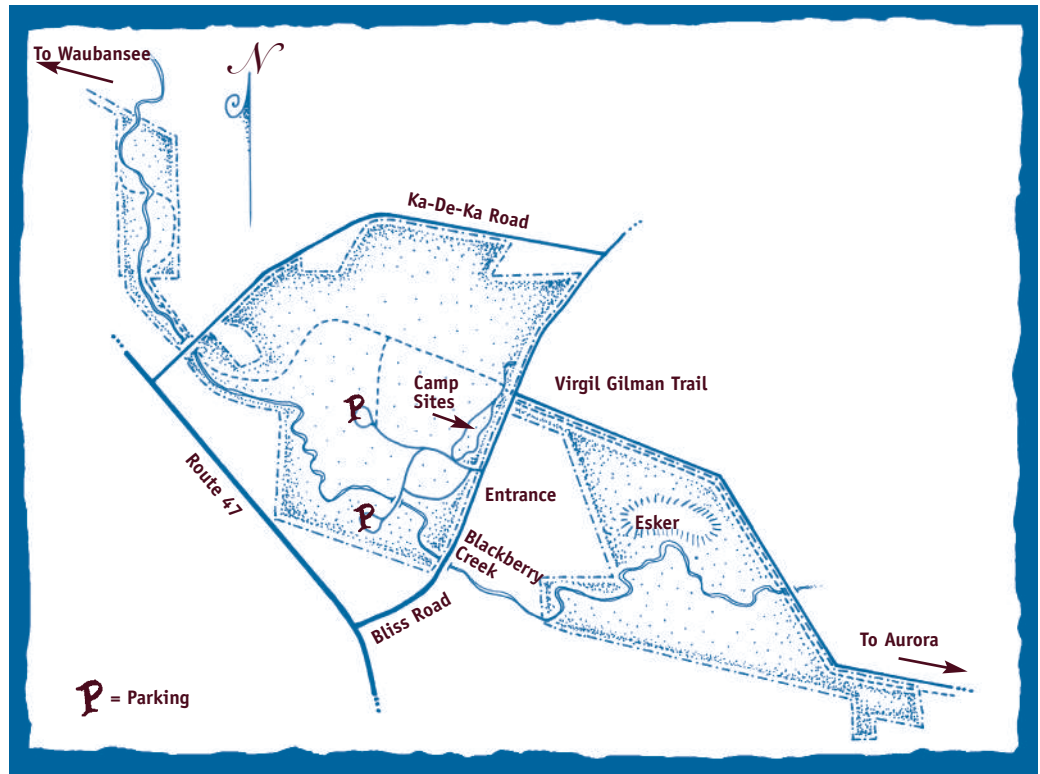 To Waubansee
N
Ka-De-Ka Road
Virgil Gilman Trail
Camp
Sites
P
Route 47
Entrance
P
Esker
Blackberry
Creek
Bliss Road
To Aurora
P = Parking